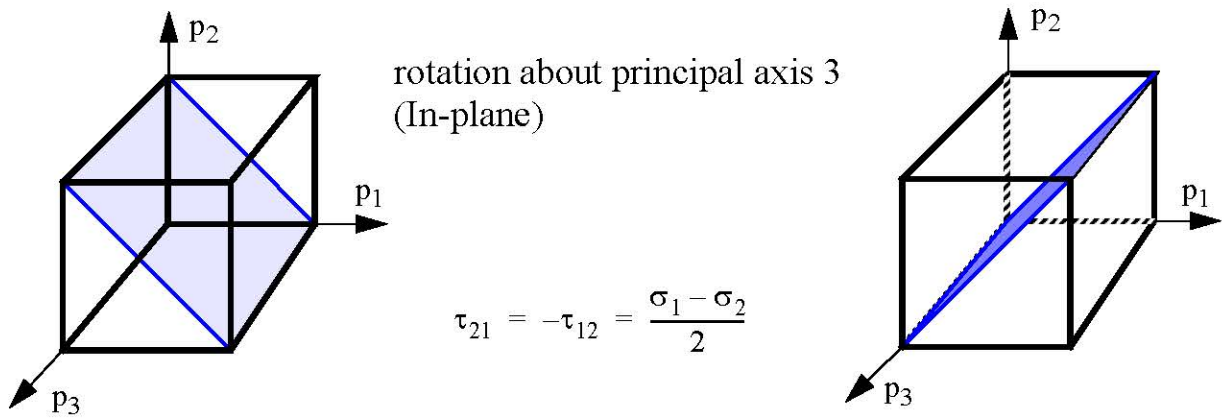 p₂
p₁
p₃
rotation about principal axis 3
(In-plane)
τ₂₁ = −τ₁₂ = (σ₁ − σ₂)/2
p₂
p₁
p₃